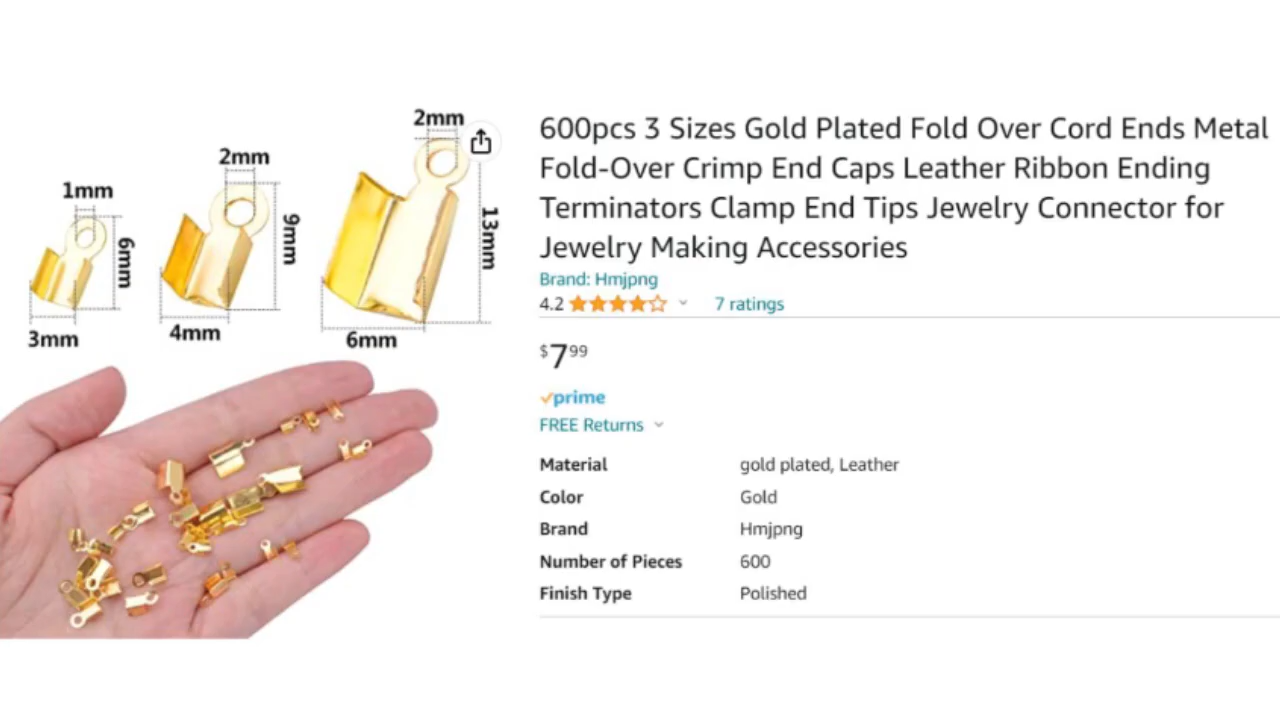 2mm
2mm
1mm
6mm
9mm
13mm
3mm
4mm
6mm
600pcs 3 Sizes Gold Plated Fold Over Cord Ends Metal
Fold-Over Crimp End Caps Leather Ribbon Ending
Terminators Clamp End Tips Jewelry Connector for
Jewelry Making Accessories
Brand: Hmjpng
4.2 7 ratings
$7 99
prime
FREE Returns
Material gold plated, Leather
Color Gold
Brand Hmjpng
Number of Pieces 600
Finish Type Polished